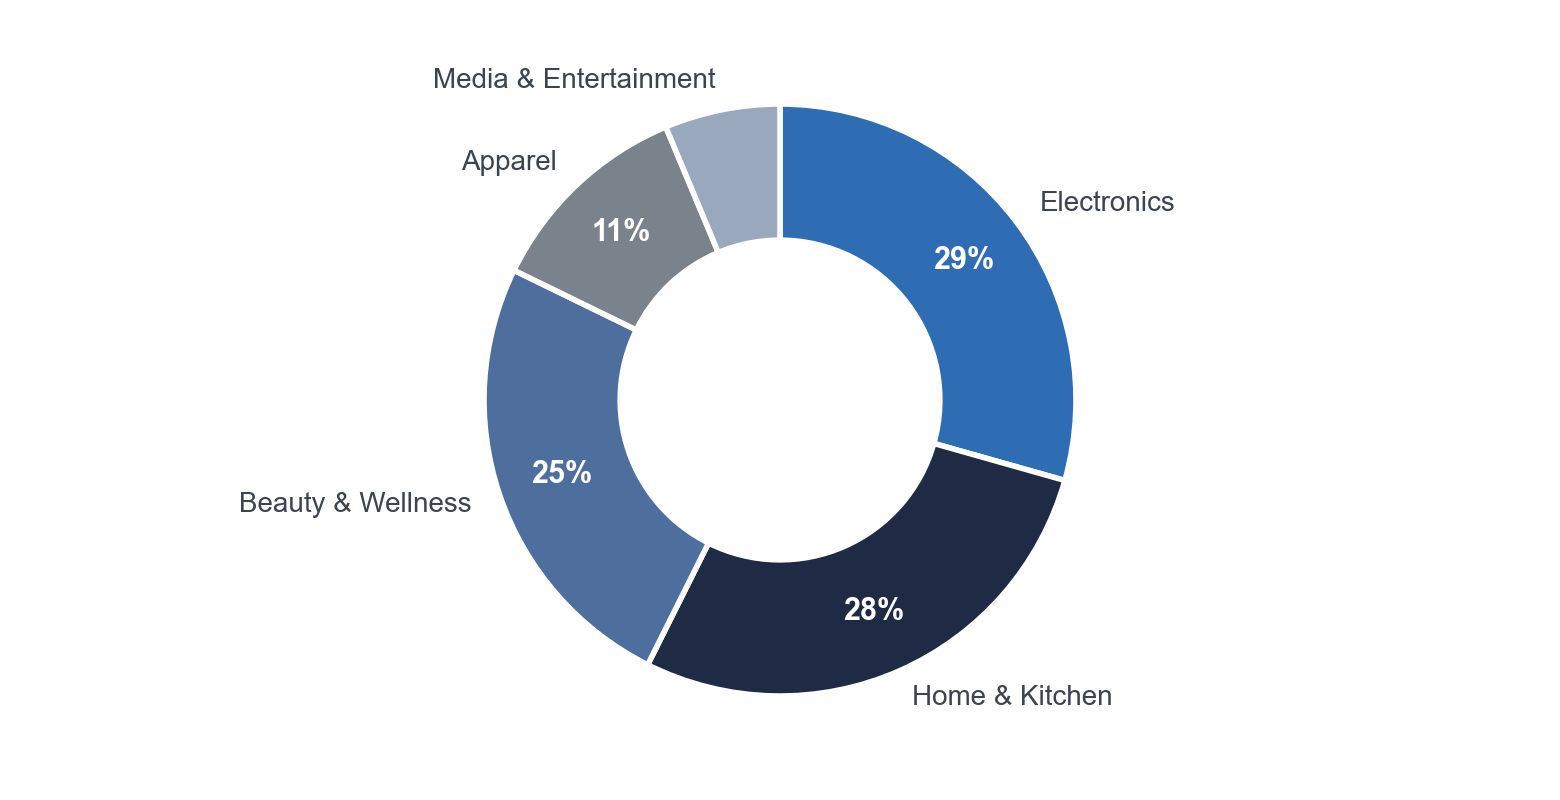 Media & Entertainment
Apparel
Electronics
11%
29%
25%
Beauty & Wellness
28%
Home & Kitchen